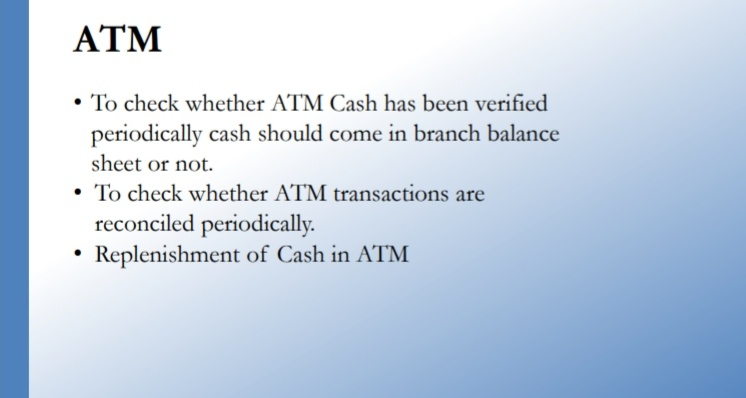 ATM
• To check whether ATM Cash has been verified
periodically cash should come in branch balance
sheet or not.
• To check whether ATM transactions are
reconciled periodically.
• Replenishment of Cash in ATM